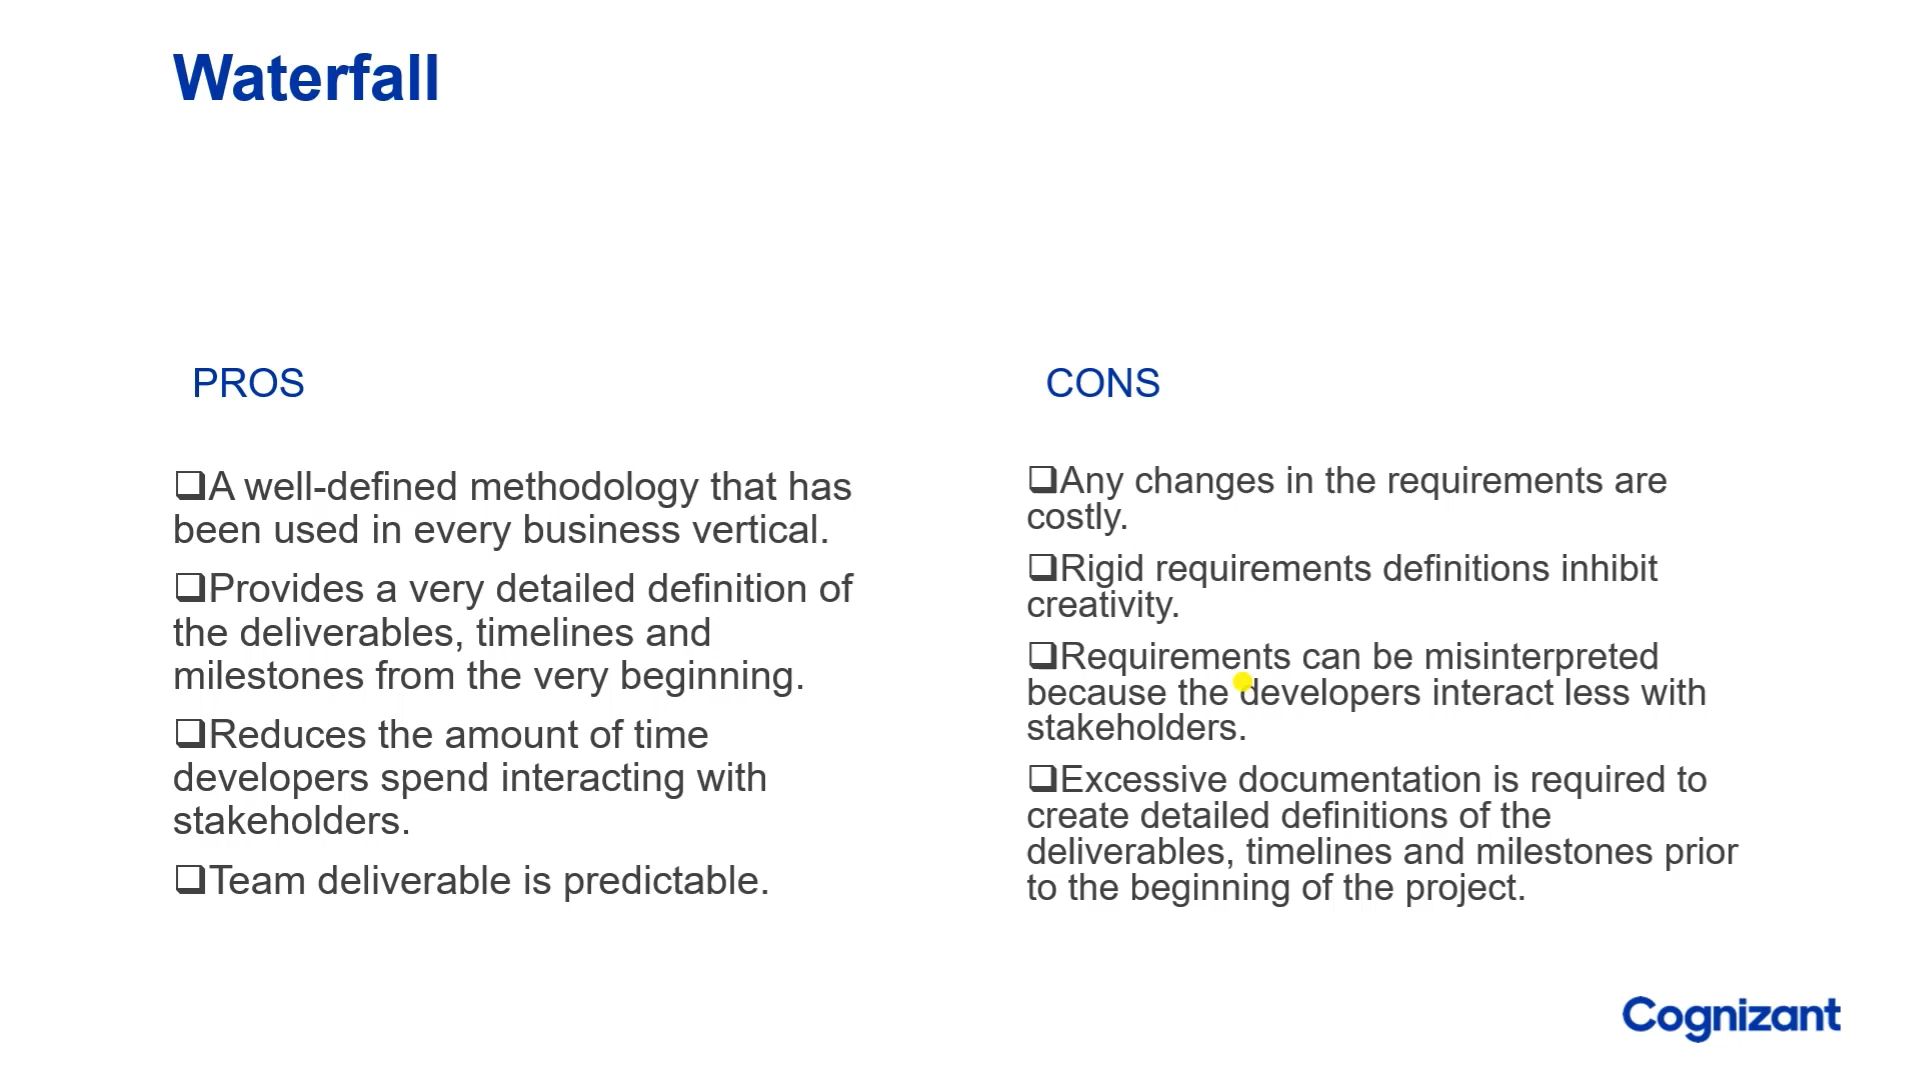 Waterfall
PROS
❑A well-defined methodology that has
been used in every business vertical.
❑Provides a very detailed definition of
the deliverables, timelines and
milestones from the very beginning.
❑Reduces the amount of time
developers spend interacting with
stakeholders.
❑Team deliverable is predictable.
CONS
❑Any changes in the requirements are
costly.
❑Rigid requirements definitions inhibit
creativity.
❑Requirements can be misinterpreted
because the developers interact less with
stakeholders.
❑Excessive documentation is required to
create detailed definitions of the
deliverables, timelines and milestones prior
to the beginning of the project.
Cognizant